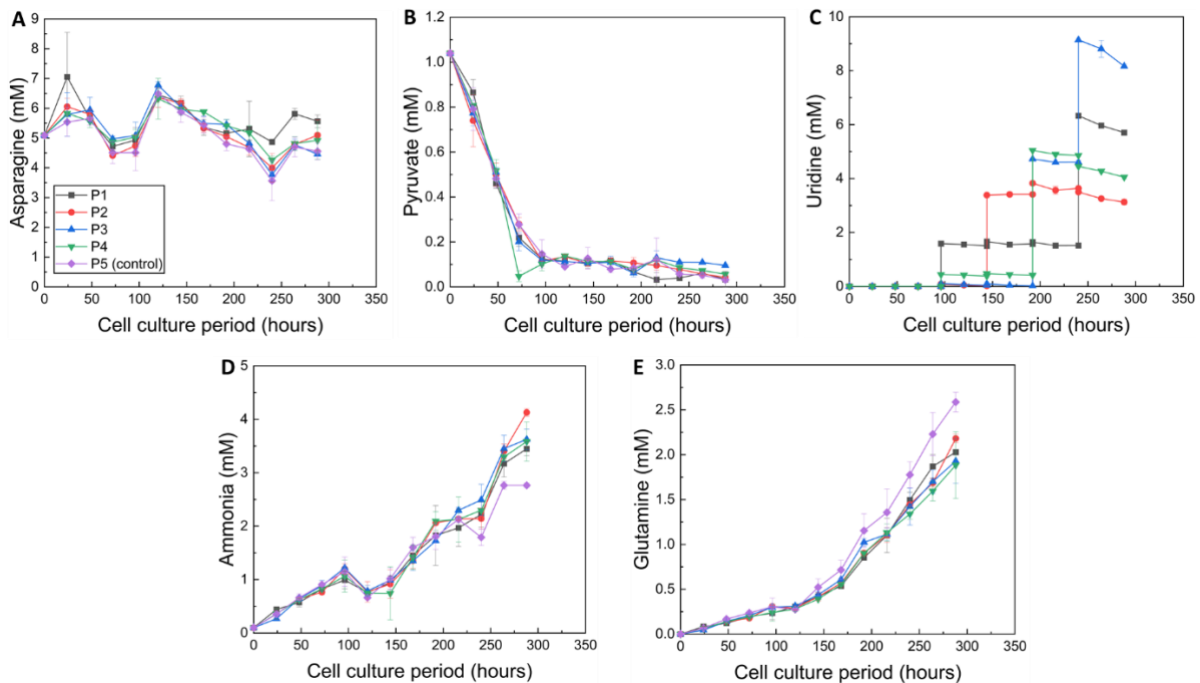 A
9
8
7
6
5
4
3
2
1
0
Asparagine (mM)
P1
P2
P3
P4
P5 (control)
0 50 100 150 200 250 300 350
Cell culture period (hours)
B
1.2
1.0
0.8
0.6
0.4
0.2
0.0
Pyruvate (mM)
0 50 100 150 200 250 300 350
Cell culture period (hours)
C
10
8
6
4
2
0
Uridine (mM)
0 50 100 150 200 250 300 350
Cell culture period (hours)
D
5
4
3
2
1
0
Ammonia (mM)
0 50 100 150 200 250 300 350
Cell culture period (hours)
E
3.0
2.5
2.0
1.5
1.0
0.5
0.0
Glutamine (mM)
0 50 100 150 200 250 300 350
Cell culture period (hours)